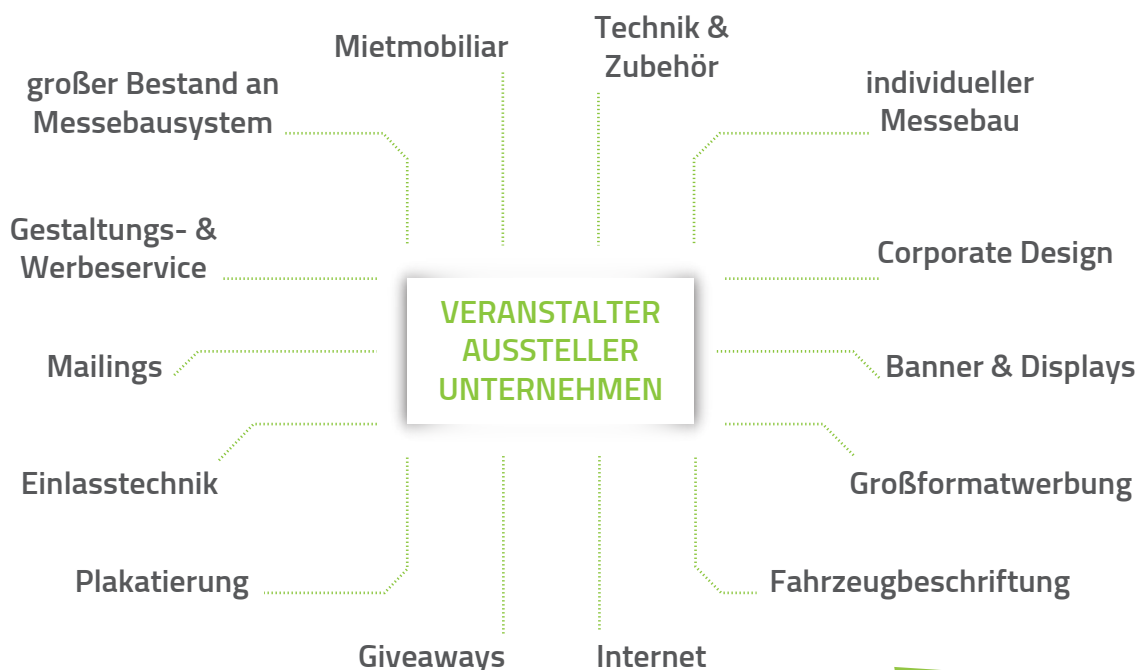 Mietmobiliar
Technik &
Zubehör
großer Bestand an
Messebausystem
individueller
Messebau
Gestaltungs- &
Werbeservice
Corporate Design
VERANSTALTER
AUSSTELLER
UNTERNEHMEN
Mailings
Banner & Displays
Einlasstechnik
Großformatwerbung
Plakatierung
Fahrzeugbeschriftung
Giveaways
Internet